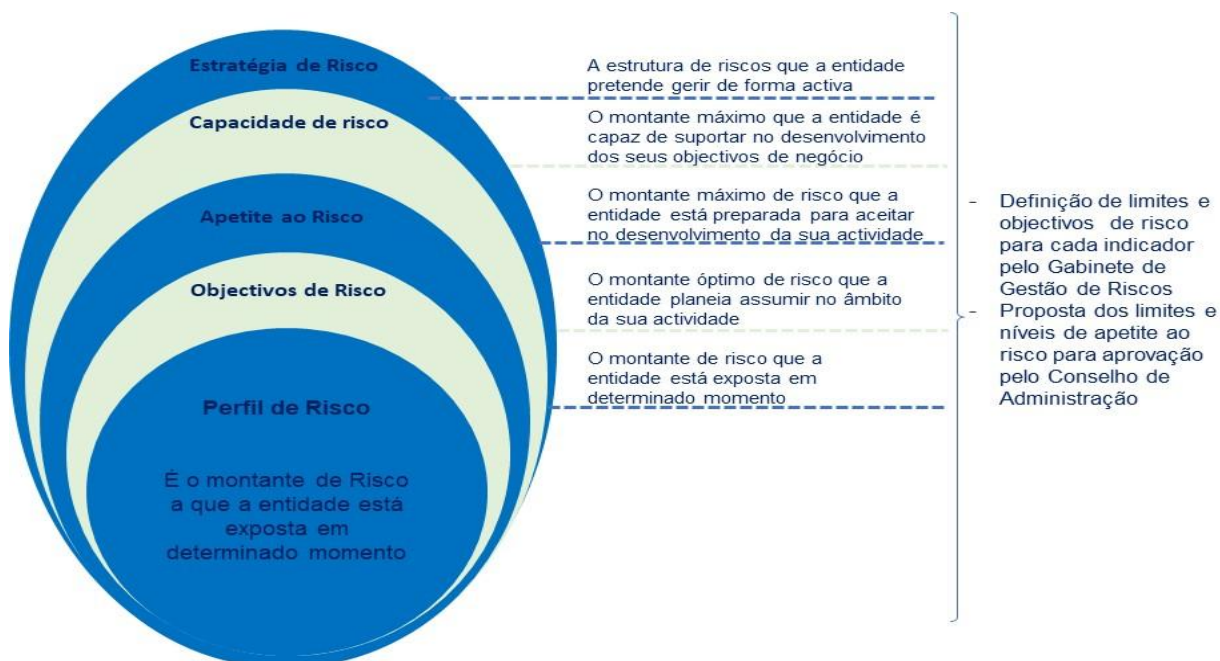 Estratégia de Risco
Capacidade de risco
Apetite ao Risco
Objectivos de Risco
Perfil de Risco
É o montante de Risco
a que a entidade está
exposta em
determinado momento
A estrutura de riscos que a entidade
pretende gerir de forma activa
O montante máximo que a entidade é
capaz de suportar no desenvolvimento
dos seus objectivos de negócio
O montante máximo de risco que a
entidade está preparada para aceitar
no desenvolvimento da sua actividade
O montante óptimo de risco que a
entidade planeia assumir no âmbito
da sua actividade
O montante de risco que a
entidade está exposta em
determinado momento
- Definição de limites e
objectivos de risco
para cada indicador
pelo Gabinete de
Gestão de Riscos
- Proposta dos limites e
níveis de apetite ao
risco para aprovação
pelo Conselho de
Administração